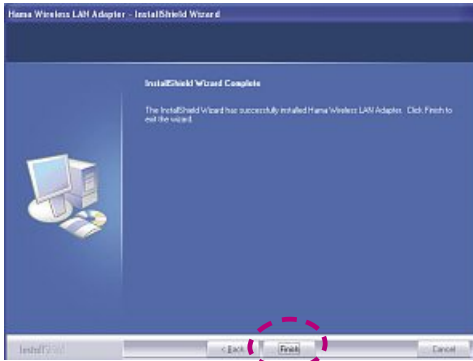 Hama Wireless LAN Adapter - InstallShield Wizard
InstallShield Wizard Complete
The InstallShield Wizard has successfully installed Hama Wireless LAN Adapter. Click Finish to
exit the wizard.
InstallShield
< Back
Finish
Cancel